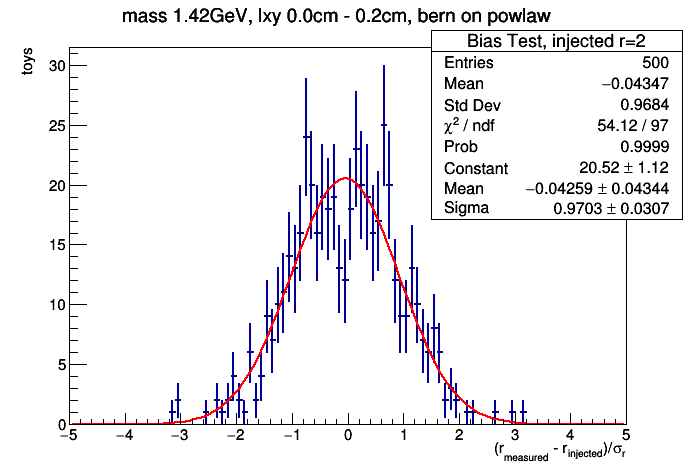 mass 1.42GeV, lxy 0.0cm - 0.2cm, bern on powlaw
Bias Test, injected r=2
Entries 500
Mean −0.04347
Std Dev 0.9684
χ² / ndf 54.12 / 97
Prob 0.9999
Constant 20.52 ± 1.12
Mean −0.04259 ± 0.04344
Sigma 0.9703 ± 0.0307
toys
30
25
20
15
10
5
0
−5 −4 −3 −2 −1 0 1 2 3 4 5
(r_measured - r_injected)/σ_r